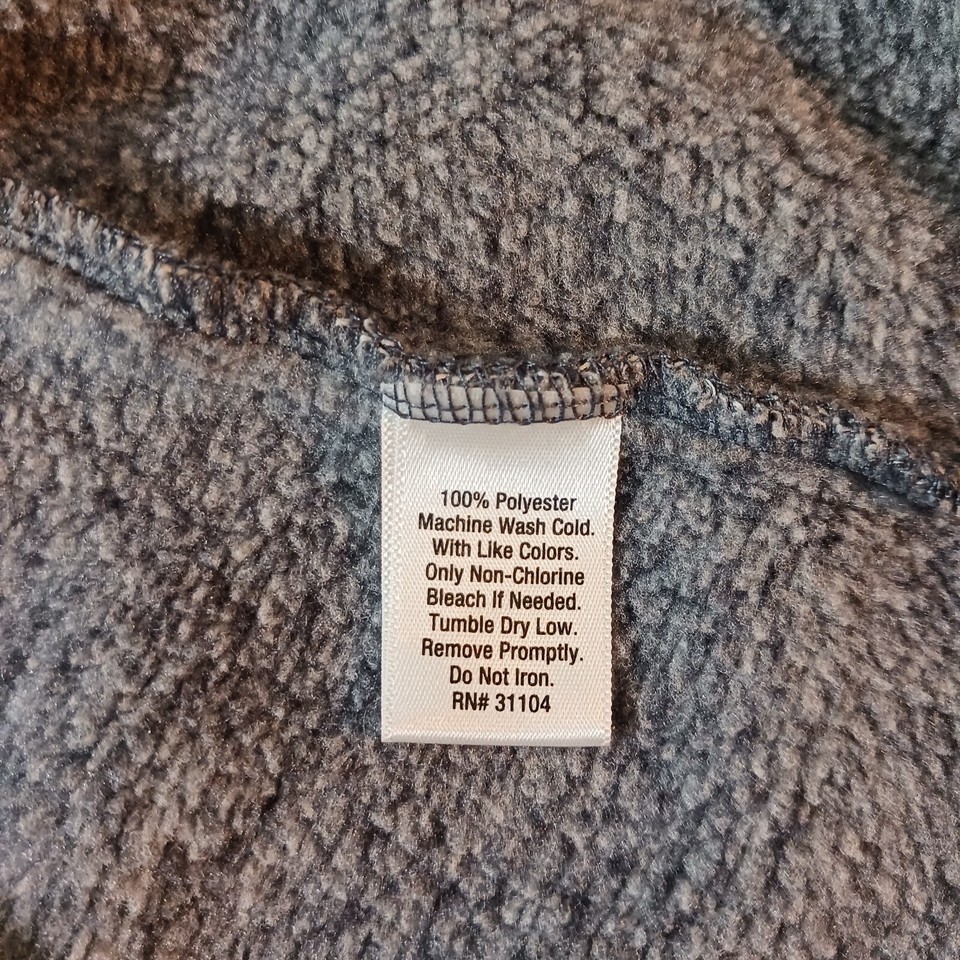 100% Polyester
Machine Wash Cold.
With Like Colors.
Only Non-Chlorine
Bleach If Needed.
Tumble Dry Low.
Remove Promptly.
Do Not Iron.
RN# 31104